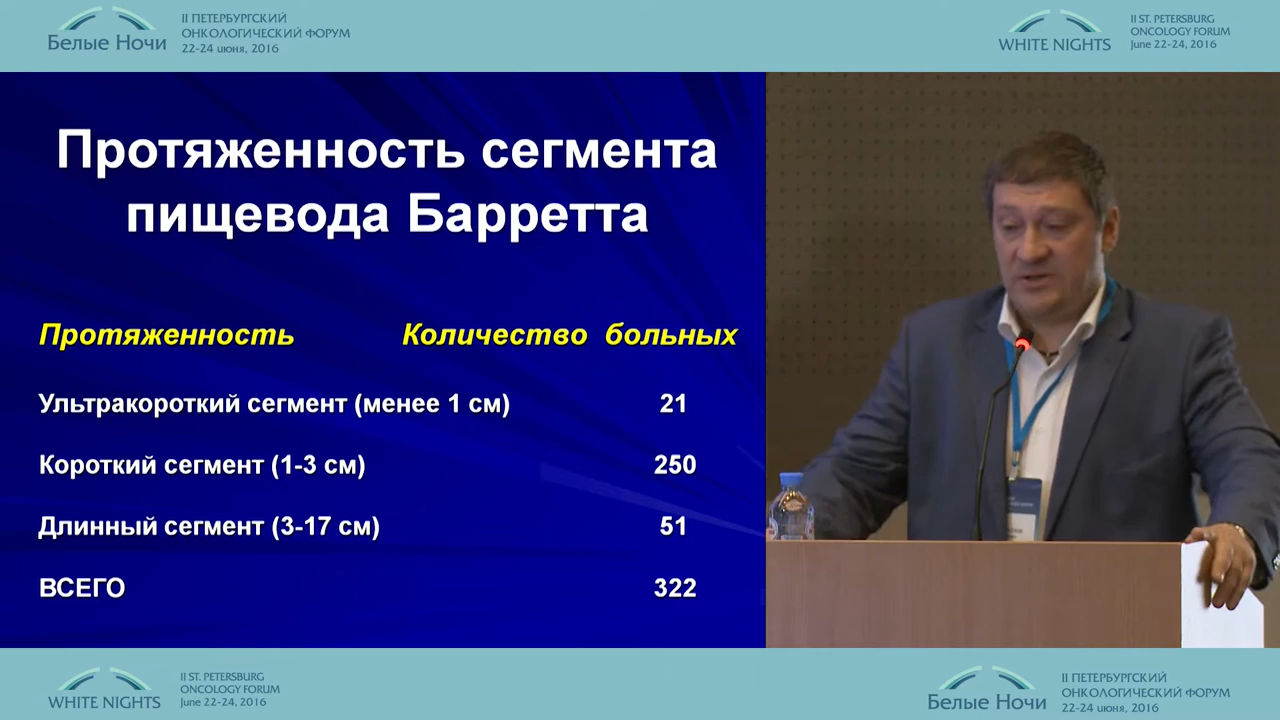 Белые Ночи
II ПЕТЕРБУРГСКИЙ
ОНКОЛОГИЧЕСКИЙ ФОРУМ
22-24 июня, 2016
WHITE NIGHTS
II ST. PETERSBURG
ONCOLOGY FORUM
June 22-24, 2016
Протяженность сегмента
пищевода Барретта
Протяженность Количество больных
Ультракороткий сегмент (менее 1 см) 21
Короткий сегмент (1-3 см) 250
Длинный сегмент (3-17 см) 51
ВСЕГО 322
WHITE NIGHTS
II ST. PETERSBURG
ONCOLOGY FORUM
June 22-24, 2016
Белые Ночи
II ПЕТЕРБУРГСКИЙ
ОНКОЛОГИЧЕСКИЙ ФОРУМ
22-24 июня, 2016